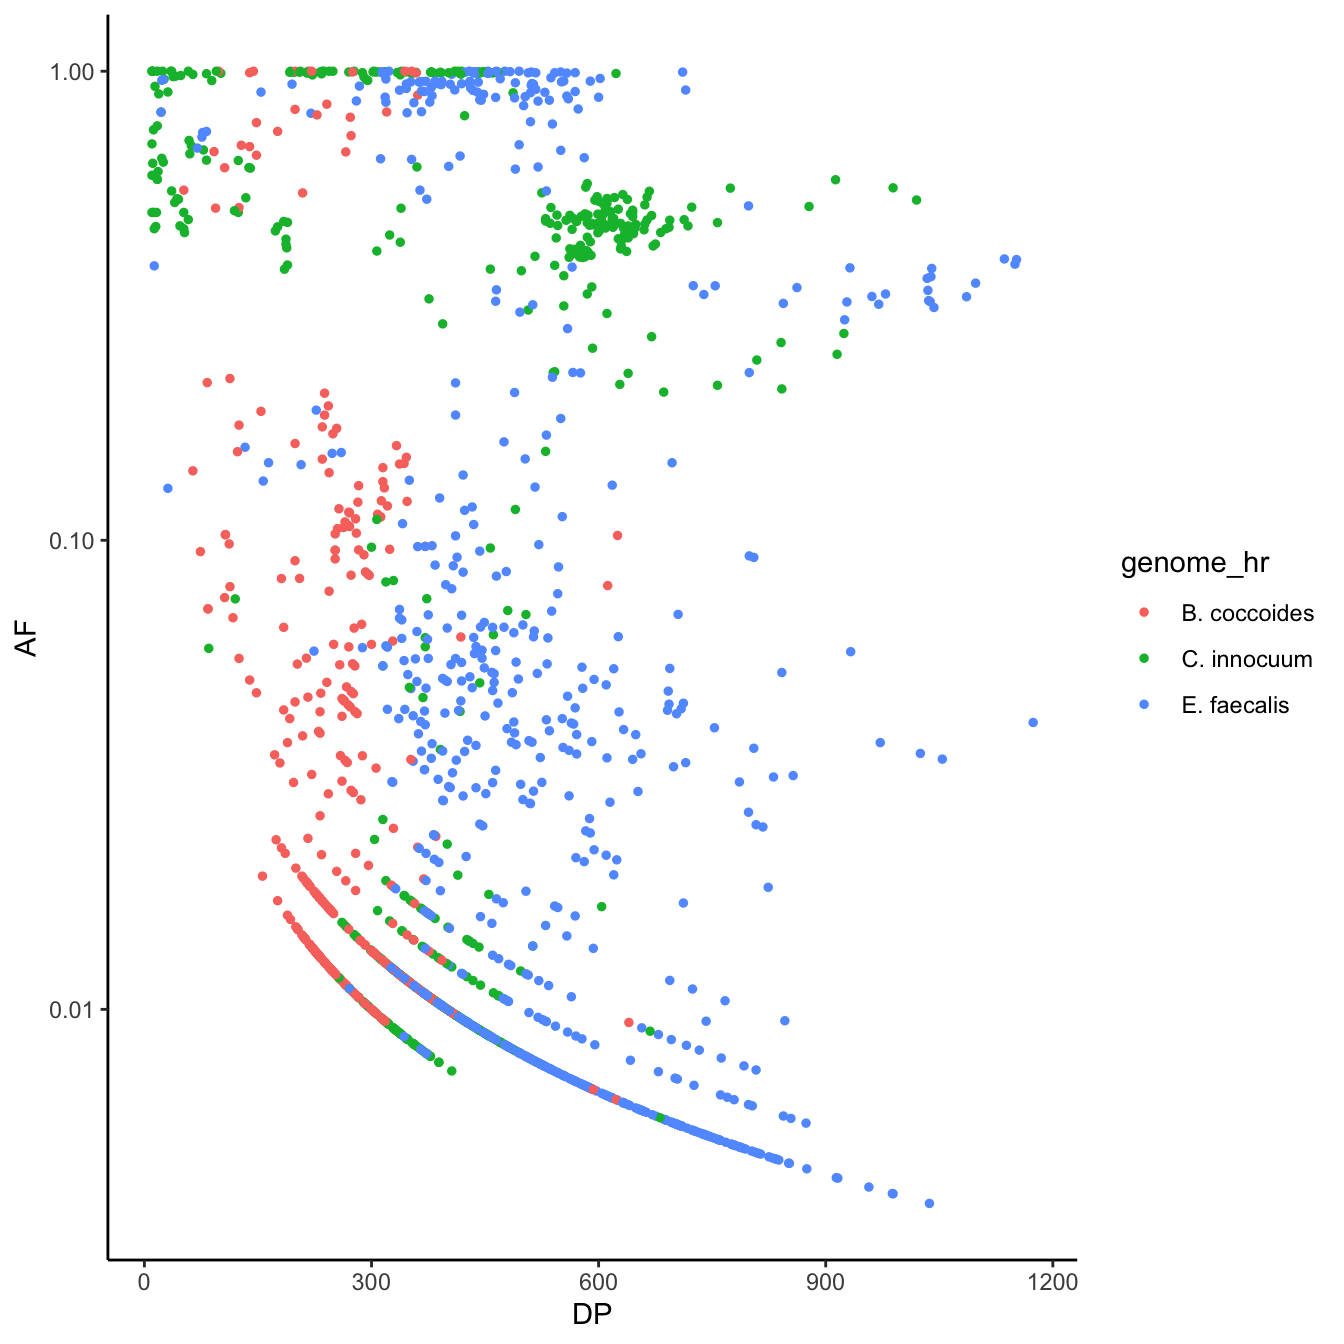 1.00
0.10
0.01
AF
0
300
600
900
1200
DP
genome_hr
B. coccoides
C. innocuum
E. faecalis